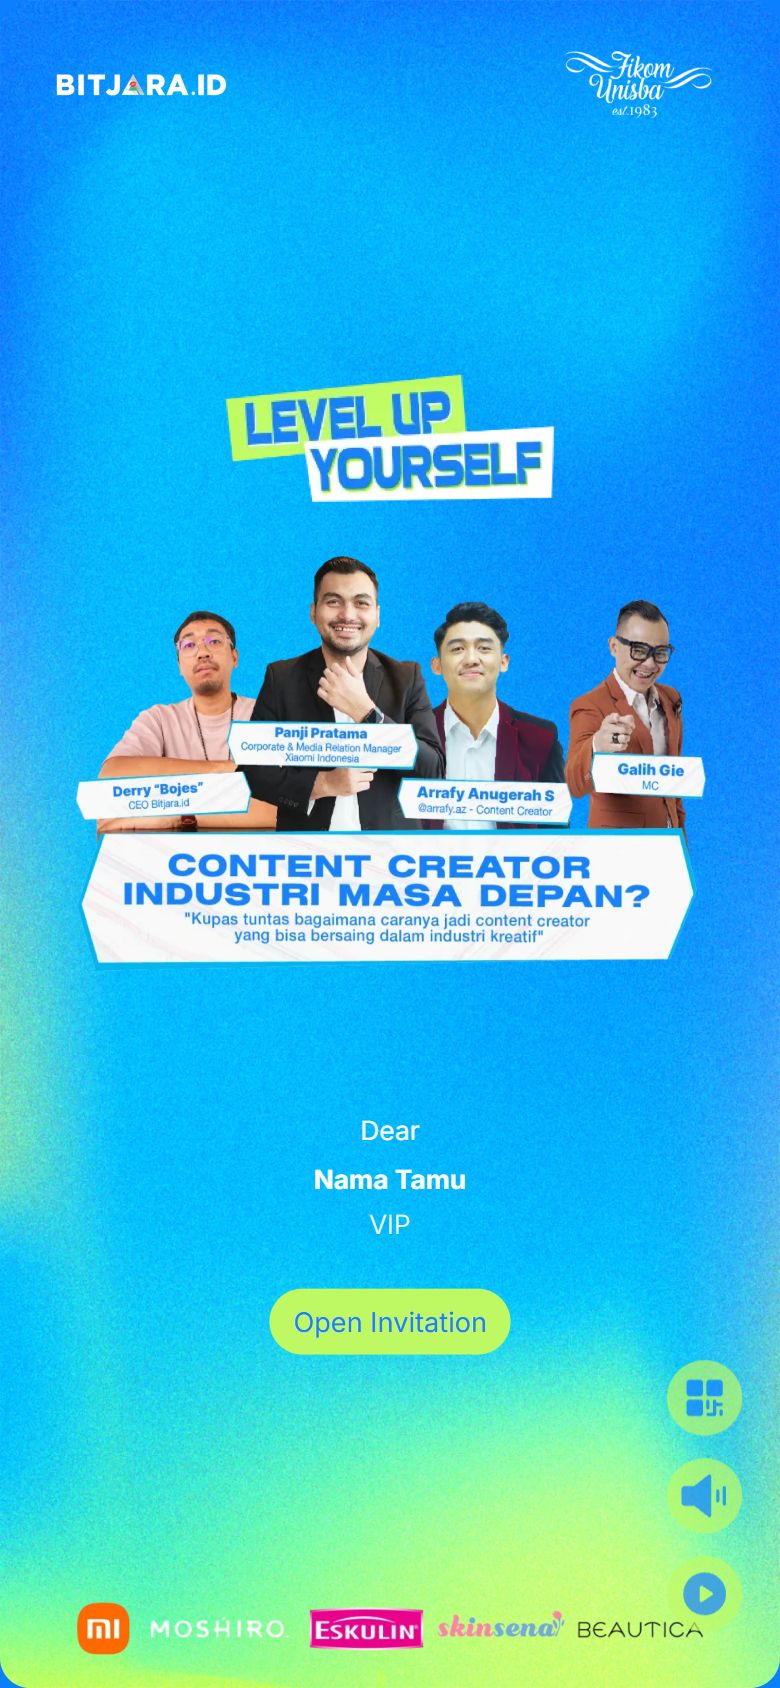 BITJARA.ID
Fikom
Unisba
est.1983
LEVEL UP
YOURSELF
Panji Pratama
Corporate & Media Relation Manager
Xiaomi Indonesia
Derry “Bojes”
CEO Bitjara.id
Arrafy Anugerah S
@arrafy.az - Content Creator
Galih Gie
MC
CONTENT CREATOR
INDUSTRI MASA DEPAN?
"Kupas tuntas bagaimana caranya jadi content creator
yang bisa bersaing dalam industri kreatif"
Dear
Nama Tamu
VIP
Open Invitation
mi
MOSHIRO
ESKULIN
skinsena
BEAUTICA